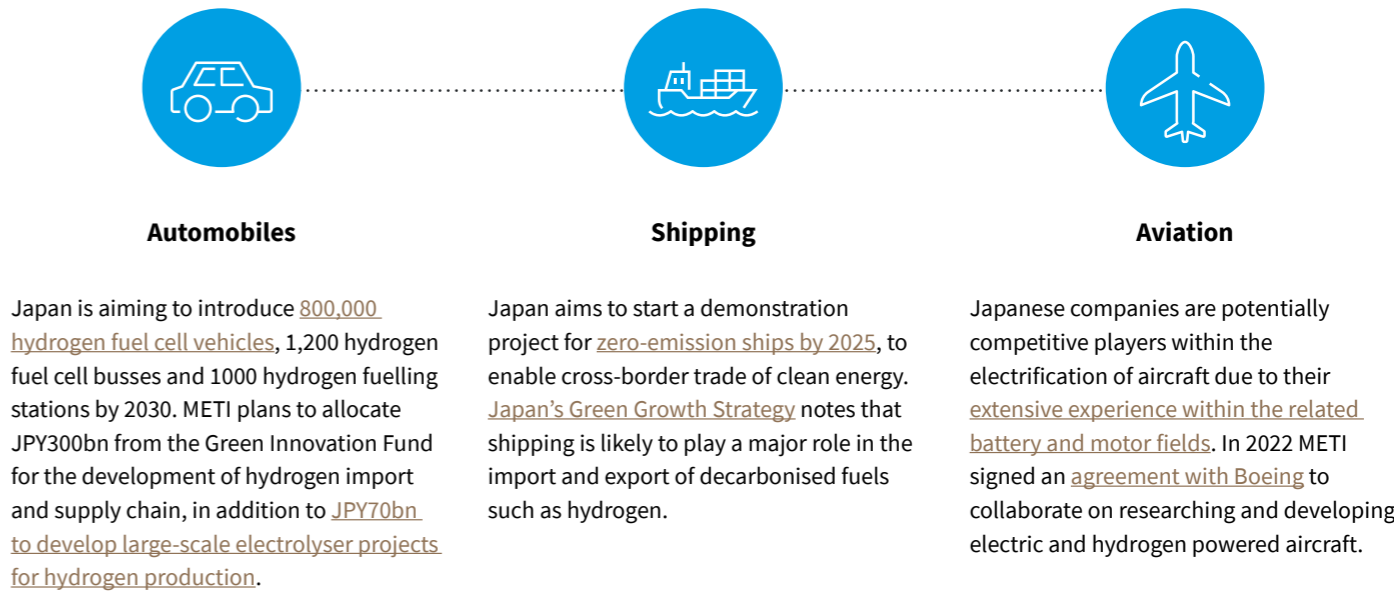 Automobiles
Japan is aiming to introduce 800,000
hydrogen fuel cell vehicles, 1,200 hydrogen
fuel cell busses and 1000 hydrogen fuelling
stations by 2030. METI plans to allocate
JPY300bn from the Green Innovation Fund
for the development of hydrogen import
and supply chain, in addition to JPY70bn
to develop large-scale electrolyser projects
for hydrogen production.
Shipping
Japan aims to start a demonstration
project for zero-emission ships by 2025, to
enable cross-border trade of clean energy.
Japan’s Green Growth Strategy notes that
shipping is likely to play a major role in the
import and export of decarbonised fuels
such as hydrogen.
Aviation
Japanese companies are potentially
competitive players within the
electrification of aircraft due to their
extensive experience within the related
battery and motor fields. In 2022 METI
signed an agreement with Boeing to
collaborate on researching and developing
electric and hydrogen powered aircraft.